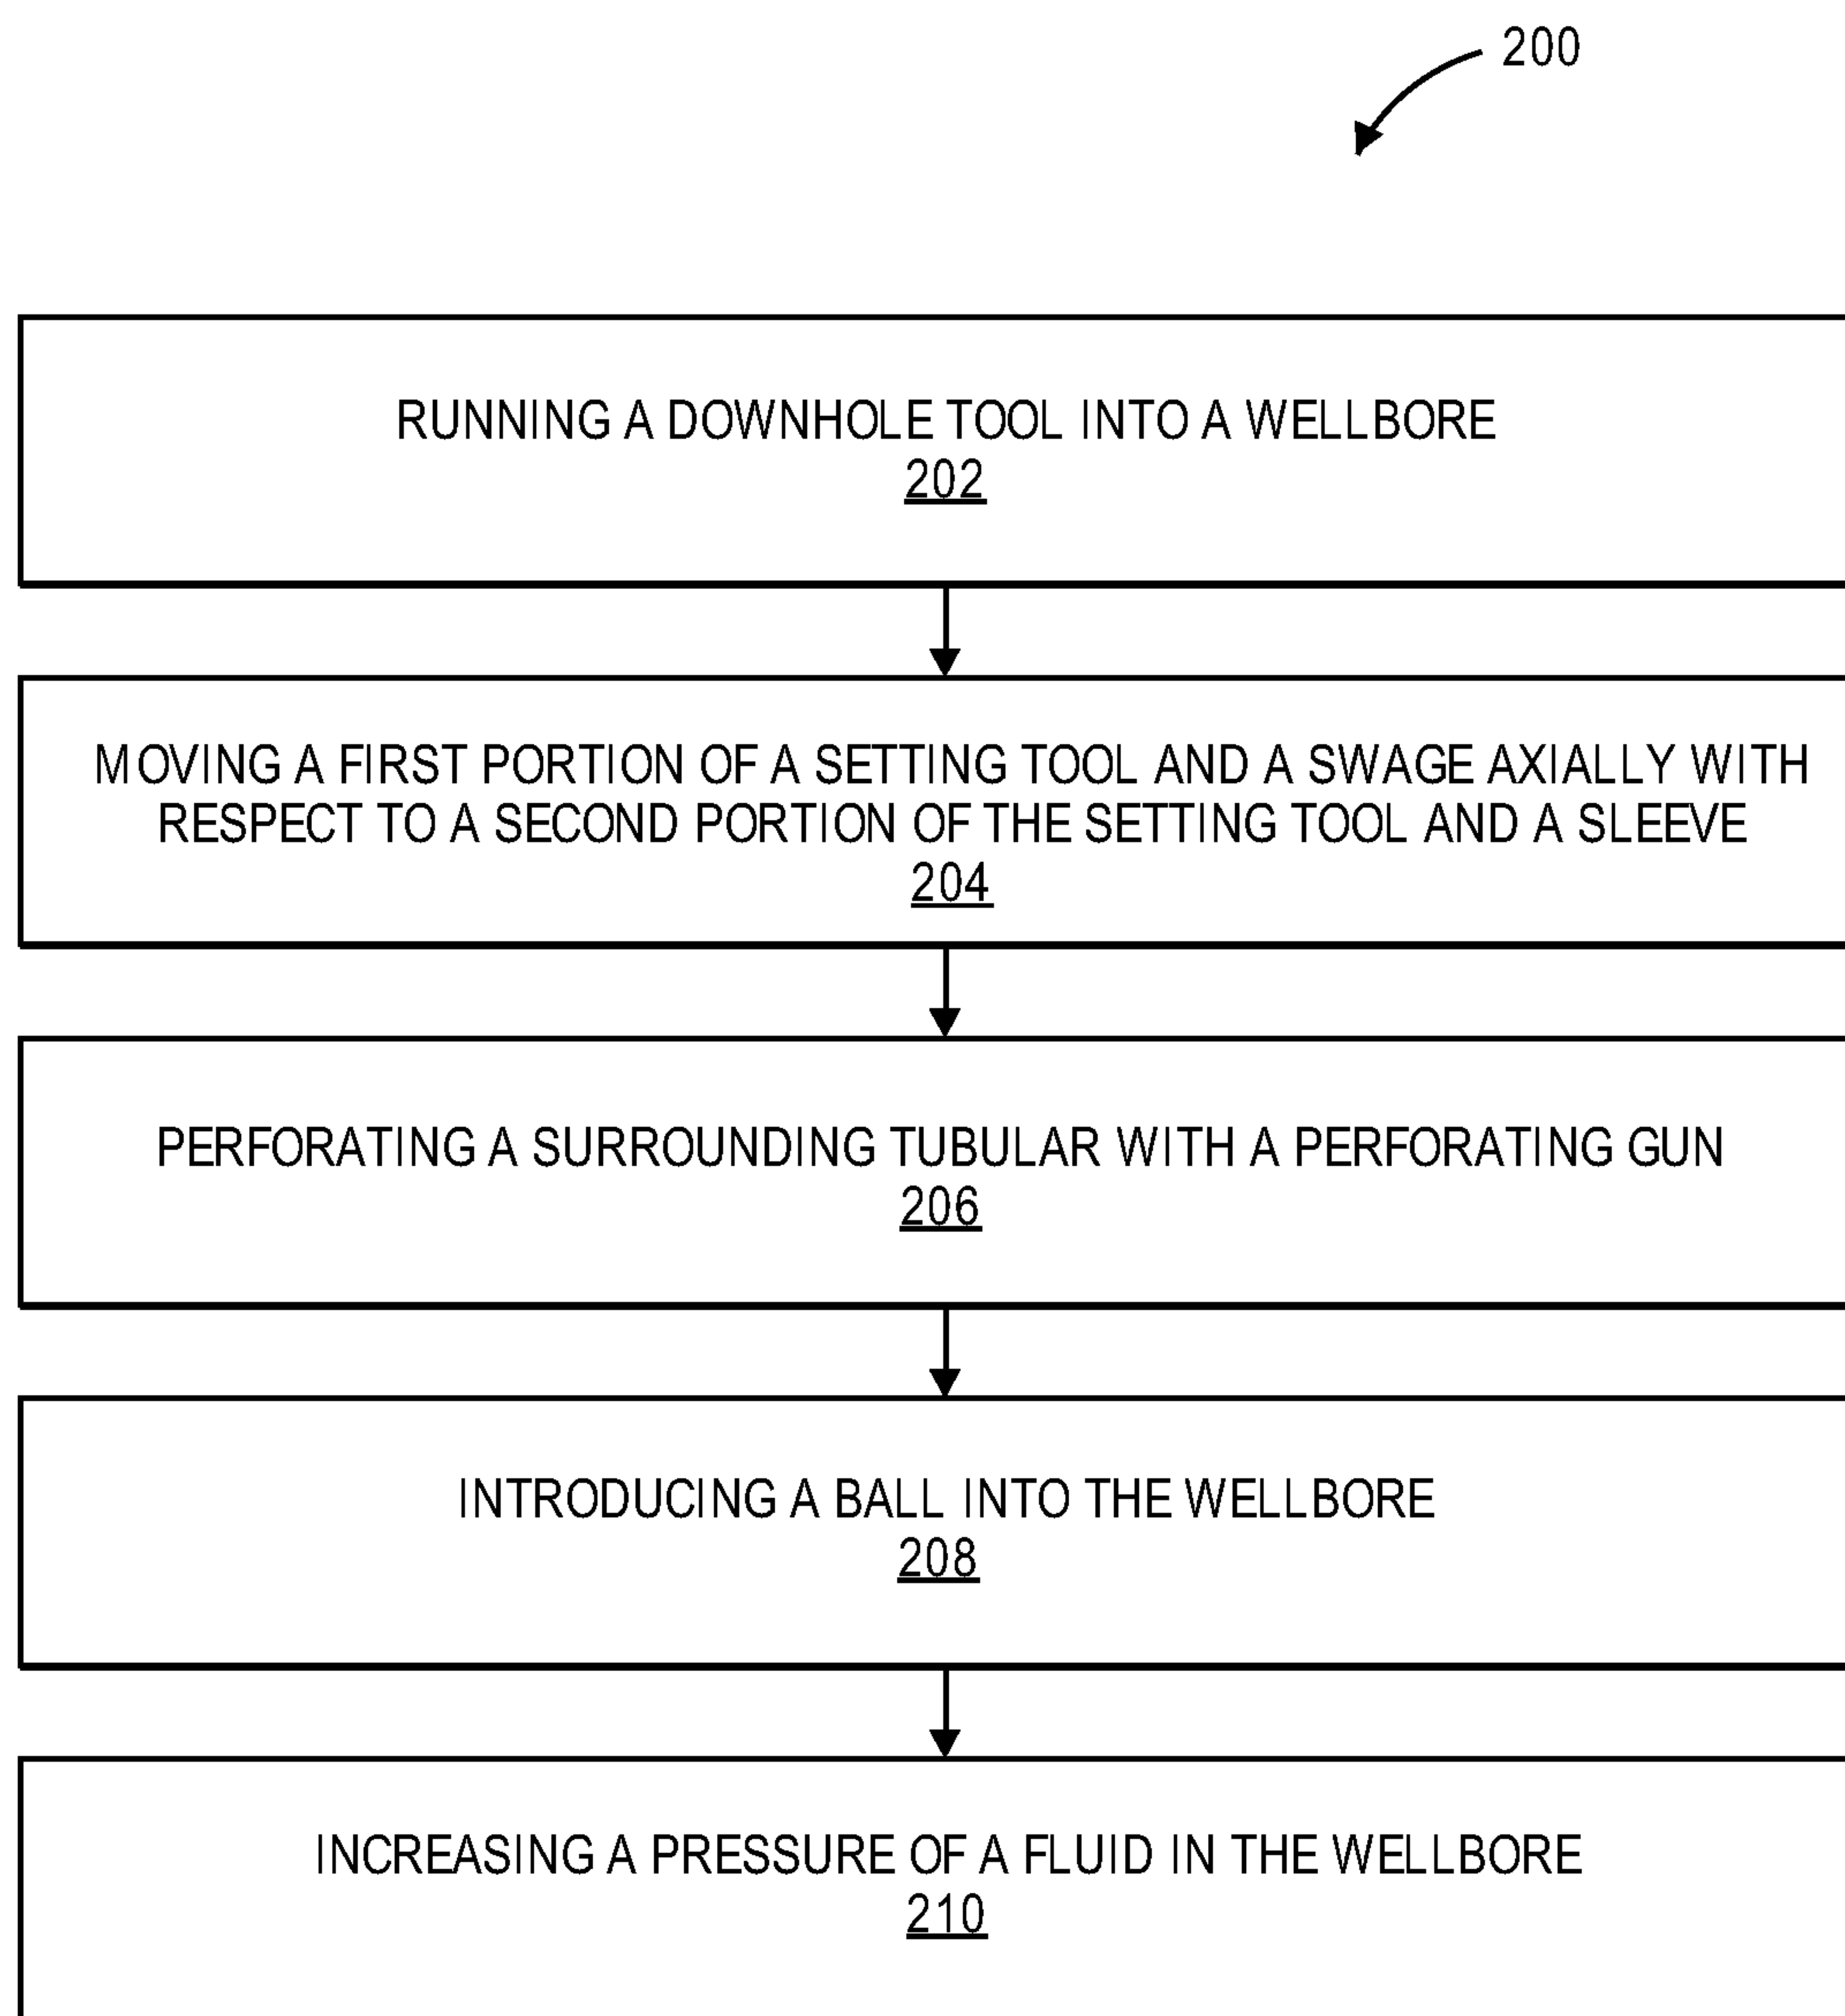 200
RUNNING A DOWNHOLE TOOL INTO A WELLBORE
202
MOVING A FIRST PORTION OF A SETTING TOOL AND A SWAGE AXIALLY WITH
RESPECT TO A SECOND PORTION OF THE SETTING TOOL AND A SLEEVE
204
PERFORATING A SURROUNDING TUBULAR WITH A PERFORATING GUN
206
INTRODUCING A BALL INTO THE WELLBORE
208
INCREASING A PRESSURE OF A FLUID IN THE WELLBORE
210